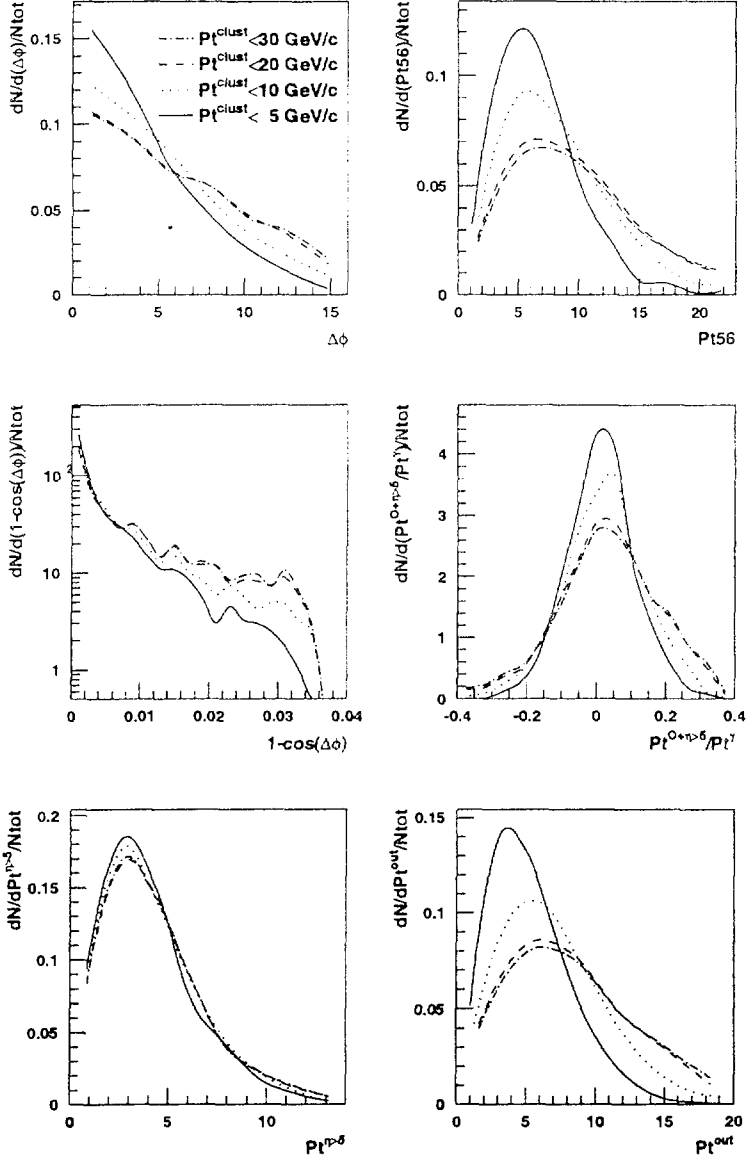 dN/d(Δϕ)/Ntot
0.15
0.1
0.05
0
Pt^clust <30 GeV/c
Pt^clust <20 GeV/c
Pt^clust <10 GeV/c
Pt^clust < 5 GeV/c
0 5 10 15
Δϕ
dN/d(Pt56)/Ntot
0.1
0.05
0
0 5 10 15 20
Pt56
dN/d(1-cos(Δϕ))/Ntot
10
10
1
0 0.01 0.02 0.03 0.04
1-cos(Δϕ)
dN/d(Pt^O+η>δ/Pt^γ)/Ntot
4
3
2
1
0
-0.4 -0.2 0 0.2 0.4
Pt^O+η>δ/Pt^γ
dN/dPt^η>δ/Ntot
0.2
0.15
0.1
0.05
0
0 5 10
Pt^η>δ
dN/dPt^out/Ntot
0.15
0.1
0.05
0
0 5 10 15 20
Pt^out